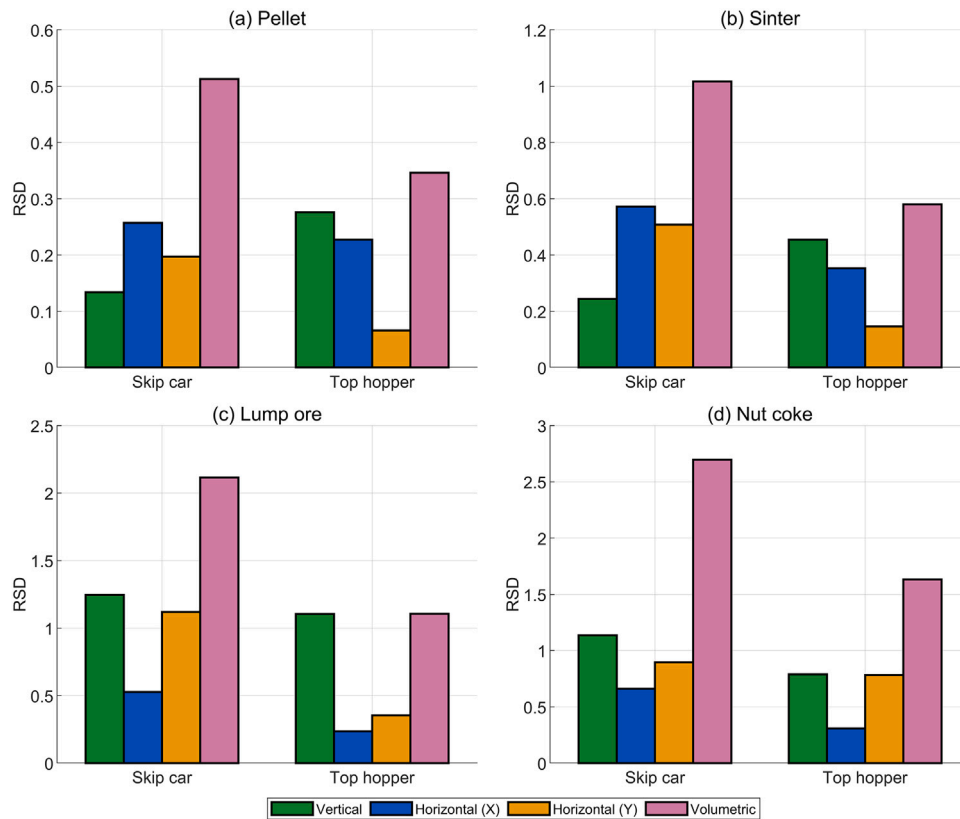 (a) Pellet
0.6
0.5
0.4
0.3
0.2
0.1
0
RSD
Skip car
Top hopper
(b) Sinter
1.2
1
0.8
0.6
0.4
0.2
0
RSD
Skip car
Top hopper
(c) Lump ore
2.5
2
1.5
1
0.5
0
RSD
Skip car
Top hopper
(d) Nut coke
3
2.5
2
1.5
1
0.5
0
RSD
Skip car
Top hopper
Vertical Horizontal (X) Horizontal (Y) Volumetric